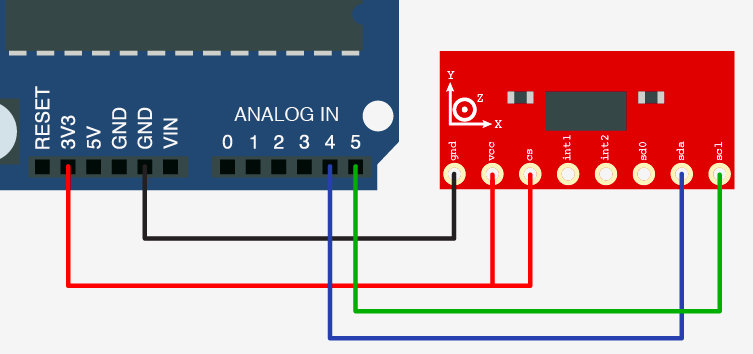 RESET
3V3
5V
GND
GND
VIN
ANALOG IN
0 1 2 3 4 5
Y
Z
X
gnd
vcc
cs
int1
int2
sd0
sda
scl